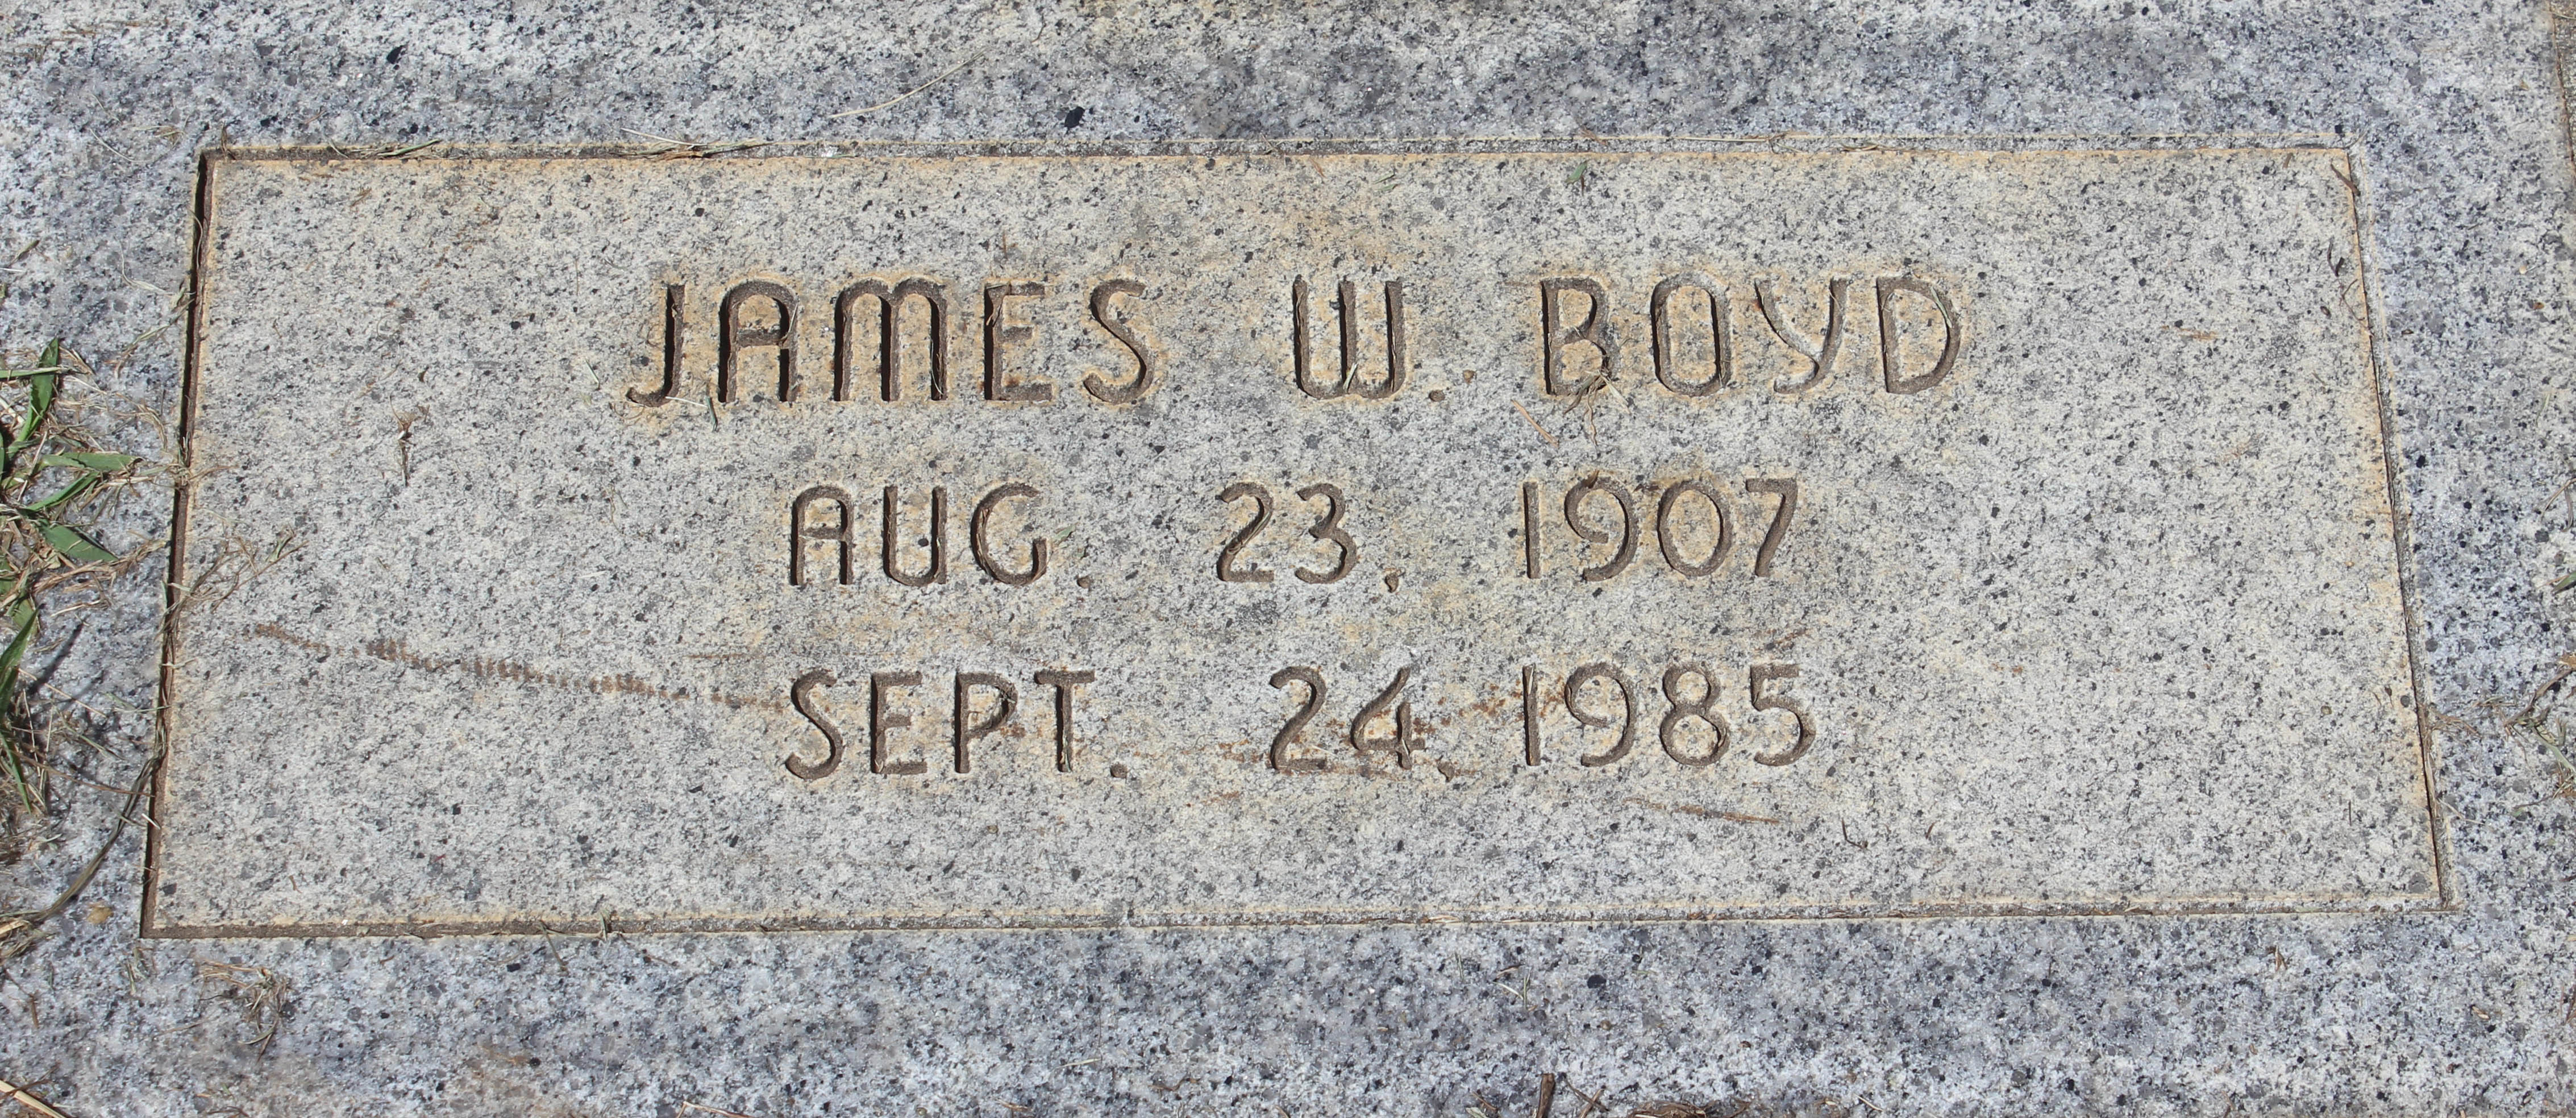 JAMES W. BOYD
AUG. 23, 1907
SEPT. 24, 1985